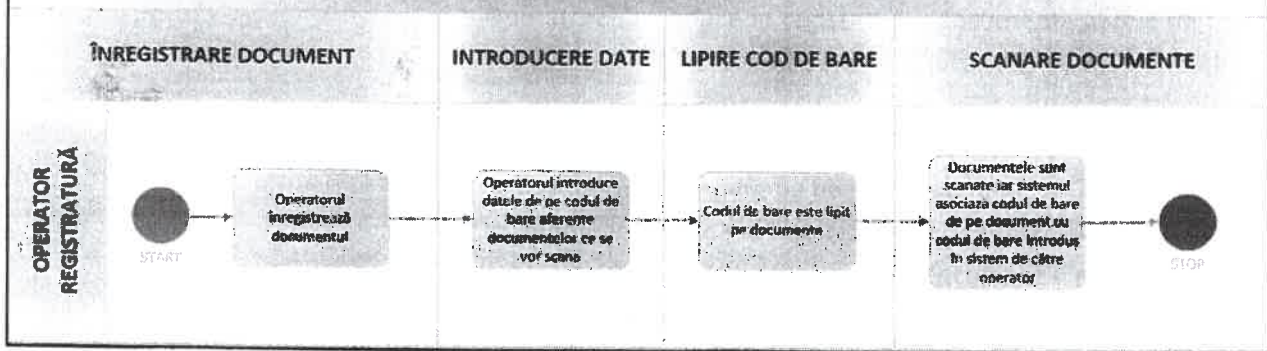 ÎNREGISTRARE DOCUMENT
INTRODUCERE DATE
LIPIRE COD DE BARE
SCANARE DOCUMENTE
OPERATOR
REGISTRATURĂ
START
Operatorul
înregistrează
documentul
Operatorul introduce
datele de pe codul de
bare aferente
documentelor ce se
vor scana
Codul de bare este lipit
pe documente
Documentele sunt
scanate iar sistemul
asociaza codul de bare
de pe document cu
codul de bare introdus
în sistem de către
operator
STOP